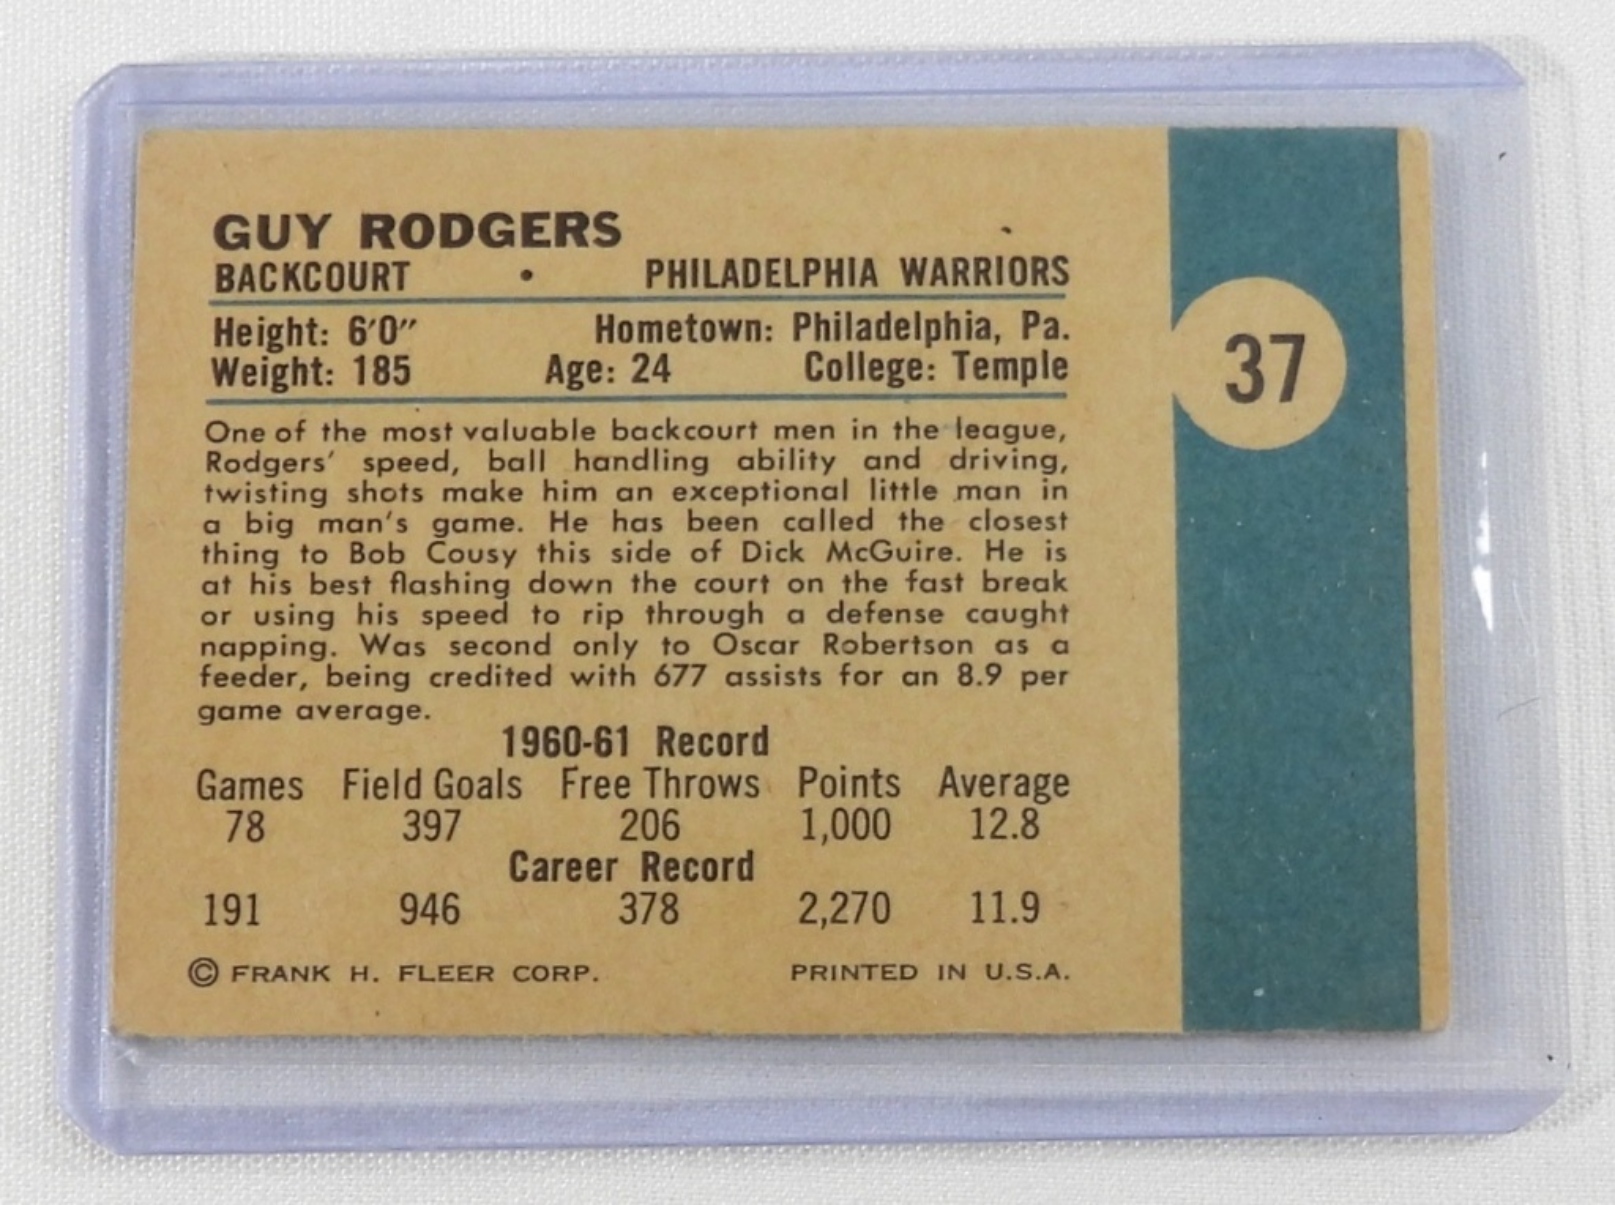 GUY RODGERS
BACKCOURT • PHILADELPHIA WARRIORS
Height: 6'0" Hometown: Philadelphia, Pa.
Weight: 185 Age: 24 College: Temple
37
One of the most valuable backcourt men in the league,
Rodgers' speed, ball handling ability and driving,
twisting shots make him an exceptional little man in
a big man's game. He has been called the closest
thing to Bob Cousy this side of Dick McGuire. He is
at his best flashing down the court on the fast break
or using his speed to rip through a defense caught
napping. Was second only to Oscar Robertson as a
feeder, being credited with 677 assists for an 8.9 per
game average.
1960-61 Record
Games Field Goals Free Throws Points Average
78 397 206 1,000 12.8
Career Record
191 946 378 2,270 11.9
© FRANK H. FLEER CORP. PRINTED IN U.S.A.